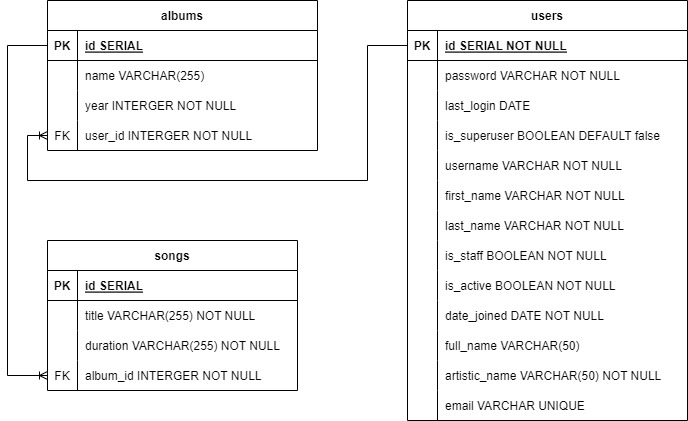 albums
PK id SERIAL
name VARCHAR(255)
year INTERGER NOT NULL
FK user_id INTERGER NOT NULL
users
PK id SERIAL NOT NULL
password VARCHAR NOT NULL
last_login DATE
is_superuser BOOLEAN DEFAULT false
username VARCHAR NOT NULL
first_name VARCHAR NOT NULL
last_name VARCHAR NOT NULL
is_staff BOOLEAN NOT NULL
is_active BOOLEAN NOT NULL
date_joined DATE NOT NULL
full_name VARCHAR(50)
artistic_name VARCHAR(50) NOT NULL
email VARCHAR UNIQUE
songs
PK id SERIAL
title VARCHAR(255) NOT NULL
duration VARCHAR(255) NOT NULL
FK album_id INTERGER NOT NULL